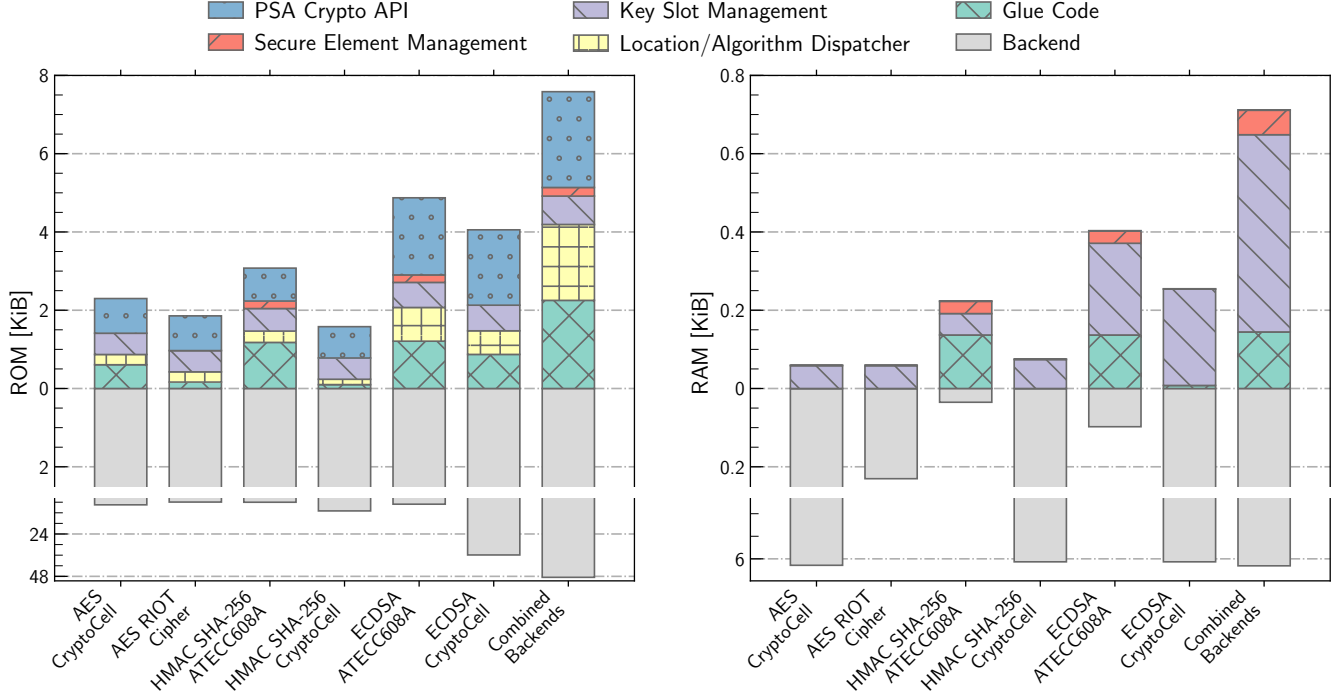 PSA Crypto API
Key Slot Management
Glue Code
Secure Element Management
Location/Algorithm Dispatcher
Backend
ROM [KiB]
8
6
4
2
0
2
24
48
AES
CryptoCell
AES RIOT
Cipher
HMAC SHA-256
ATECC608A
HMAC SHA-256
CryptoCell
ECDSA
ATECC608A
ECDSA
CryptoCell
Combined
Backends
RAM [KiB]
0.8
0.6
0.4
0.2
0
0.2
6
AES
CryptoCell
AES RIOT
Cipher
HMAC SHA-256
ATECC608A
HMAC SHA-256
CryptoCell
ECDSA
ATECC608A
ECDSA
CryptoCell
Combined
Backends